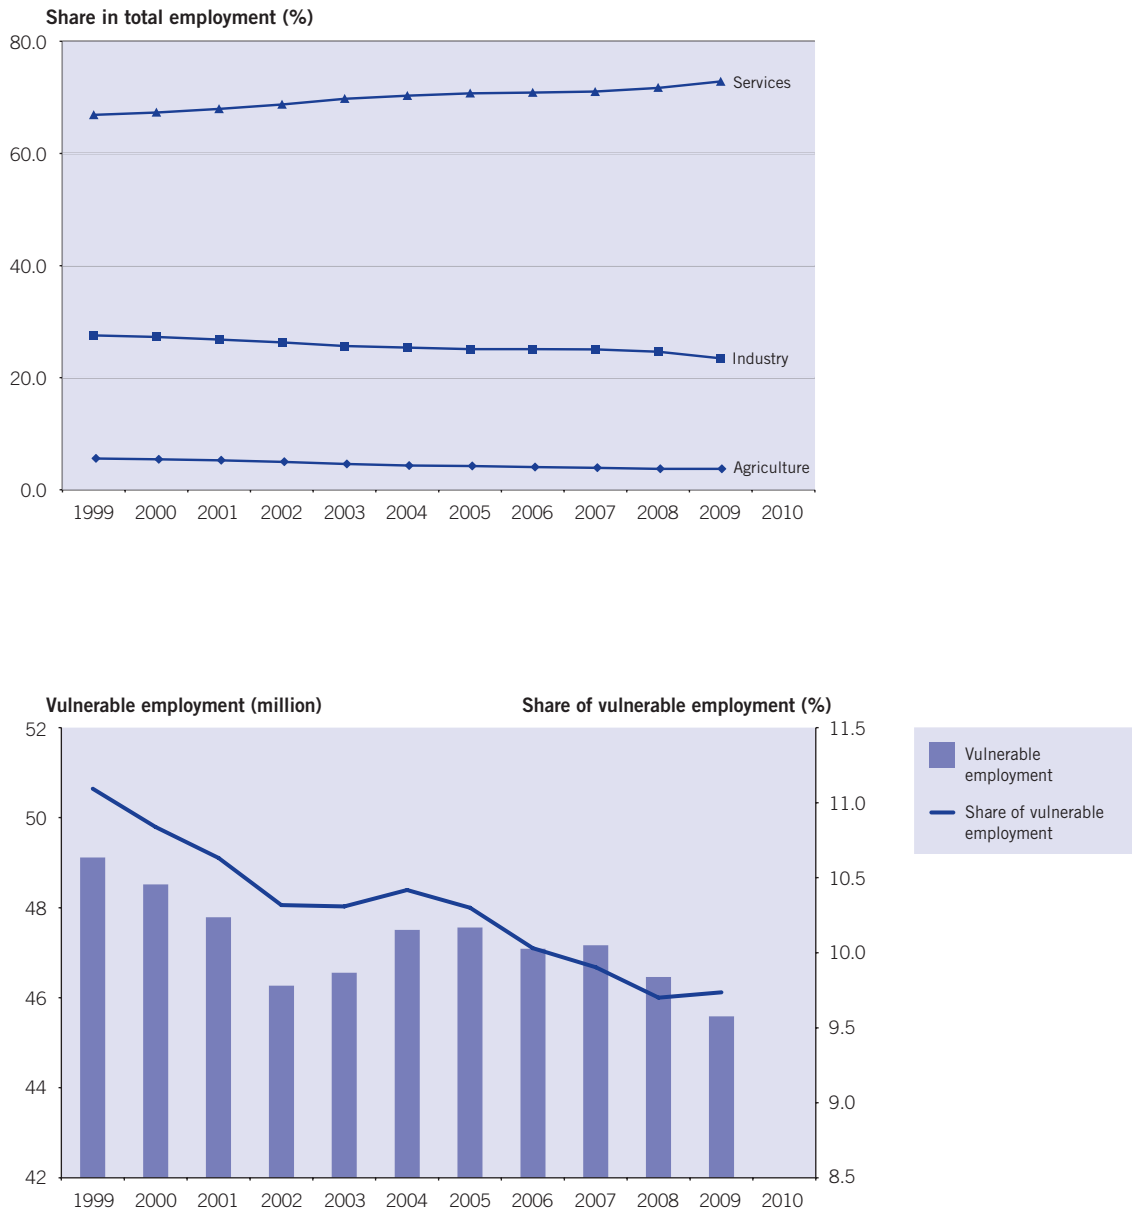 Share in total employment (%)
80.0
60.0
40.0
20.0
0.0
Services
Industry
Agriculture
1999 2000 2001 2002 2003 2004 2005 2006 2007 2008 2009 2010
Vulnerable employment (million)
Share of vulnerable employment (%)
52
50
48
46
44
42
11.5
11.0
10.5
10.0
9.5
9.0
8.5
1999 2000 2001 2002 2003 2004 2005 2006 2007 2008 2009 2010
Vulnerable
employment
Share of vulnerable
employment